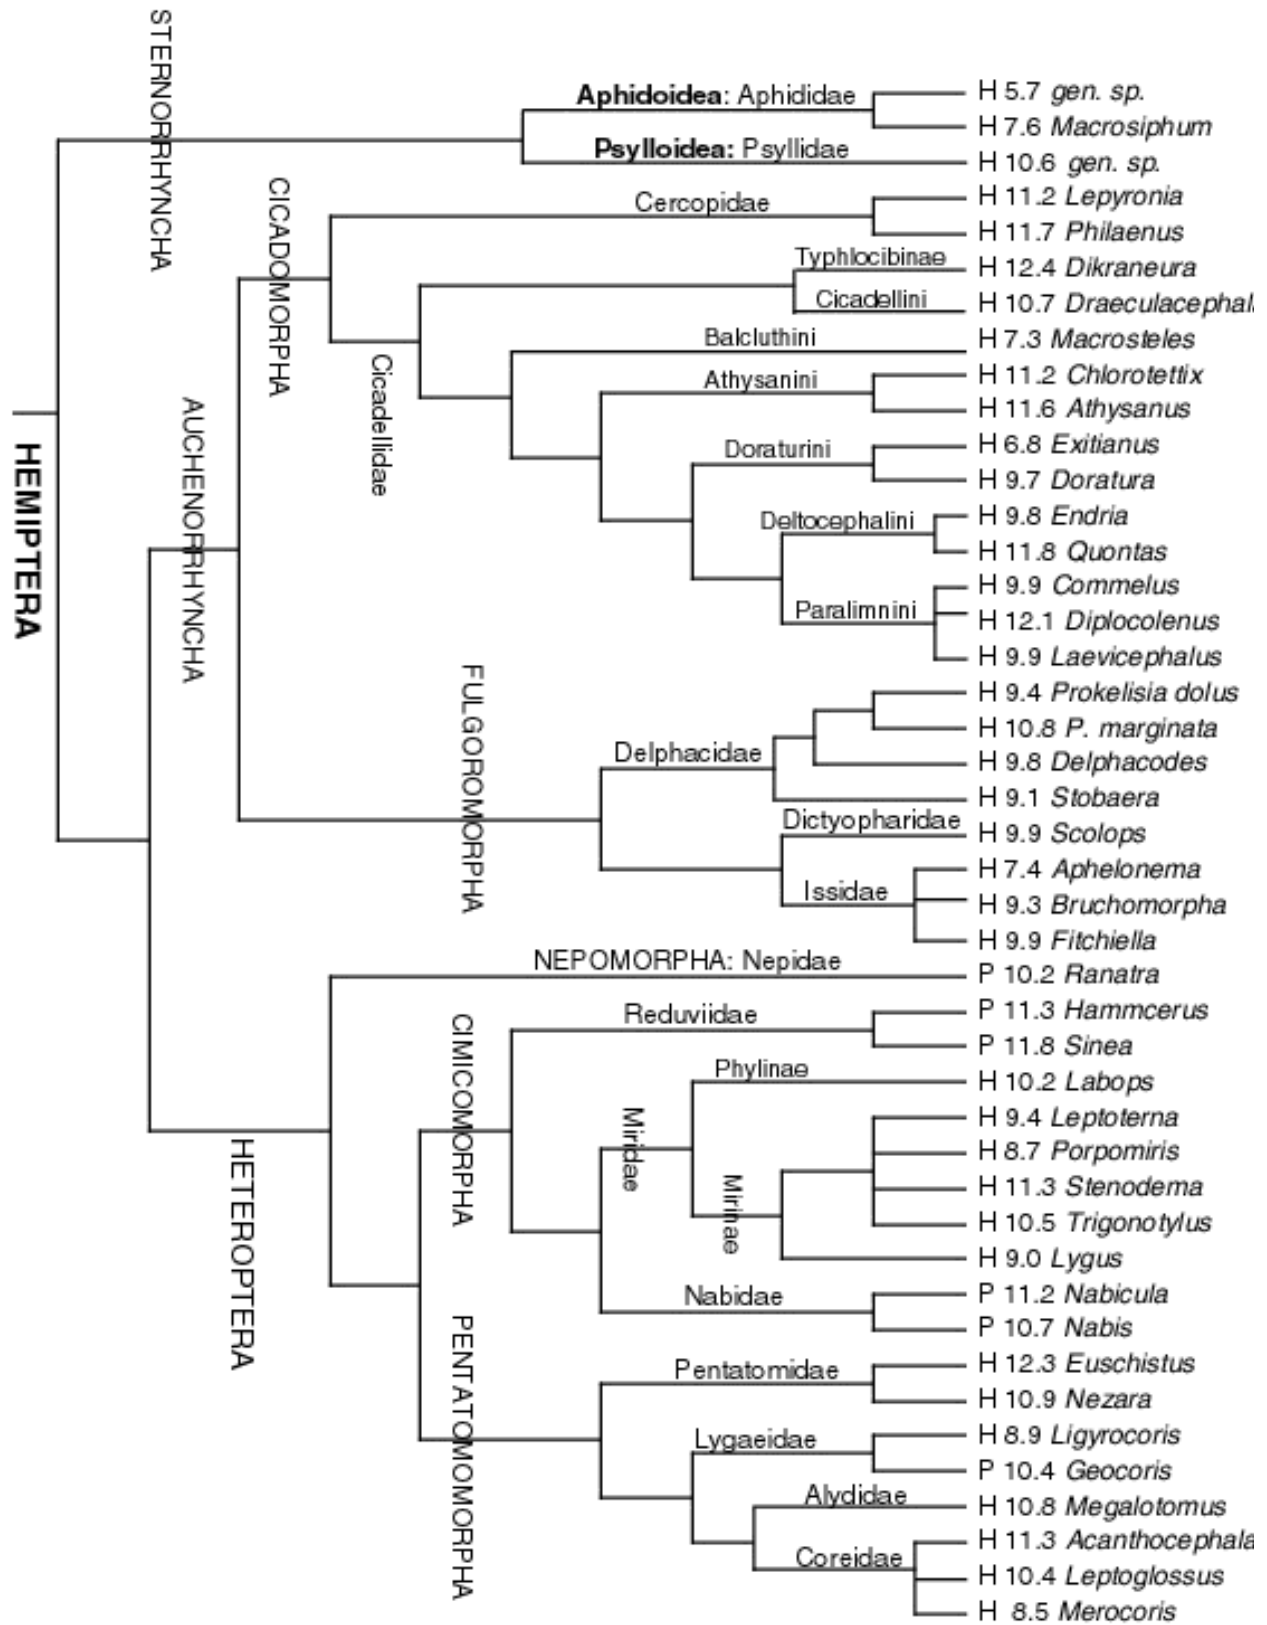 STERNORRHYNCHA
Aphidoidea: Aphididae
H 5.7 gen. sp.
H 7.6 Macrosiphum
Psylloidea: Psyllidae
H 10.6 gen. sp.
CICADOMORPHA
Cercopidae
H 11.2 Lepyronia
H 11.7 Philaenus
Typhlocibinae
H 12.4 Dikraneura
Cicadellini
H 10.7 Draeculacephal
Balcluthini
H 7.3 Macrosteles
Cicadellidae
Athysanini
H 11.2 Chlorotettix
H 11.6 Athysanus
AUCHENORRHYNCHA
HEMIPTERA
Doraturini
H 6.8 Exitianus
H 9.7 Doratura
Deltocephalini
H 9.8 Endria
H 11.8 Quontas
H 9.9 Commelus
Paralimnini
H 12.1 Diplocolenus
H 9.9 Laevicephalus
FULGOROMORPHA
H 9.4 Prokelisia dolus
H 10.8 P. marginata
Delphacidae
H 9.8 Delphacodes
H 9.1 Stobaera
Dictyopharidae
H 9.9 Scolops
H 7.4 Aphelonema
Issidae
H 9.3 Bruchomorpha
H 9.9 Fitchiella
NEPOMORPHA: Nepidae
P 10.2 Ranatra
CIMICOMORPHA
Reduviidae
P 11.3 Hammcerus
P 11.8 Sinea
Phylinae
H 10.2 Labops
Miridae
H 9.4 Leptoterna
H 8.7 Porpomiris
HETEROPTERA
Mirinae
H 11.3 Stenodema
H 10.5 Trigonotylus
H 9.0 Lygus
Nabidae
P 11.2 Nabicula
P 10.7 Nabis
PENTATOMOMORPHA
Pentatomidae
H 12.3 Euschistus
H 10.9 Nezara
Lygaeidae
H 8.9 Ligyrocoris
P 10.4 Geocoris
Alydidae
H 10.8 Megalotomus
H 11.3 Acanthocephala
Coreidae
H 10.4 Leptoglossus
H 8.5 Merocoris